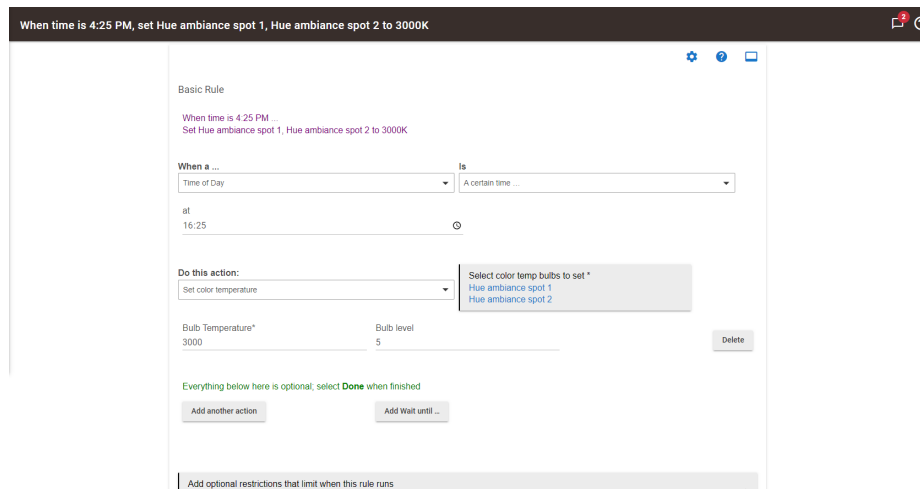 When time is 4:25 PM, set Hue ambiance spot 1, Hue ambiance spot 2 to 3000K
2
Basic Rule
When time is 4:25 PM ...
Set Hue ambiance spot 1, Hue ambiance spot 2 to 3000K
When a ...
Is
Time of Day
A certain time ...
at
16:25
Do this action:
Set color temperature
Select color temp bulbs to set *
Hue ambiance spot 1
Hue ambiance spot 2
Bulb Temperature*
Bulb level
3000
5
Delete
Everything below here is optional; select Done when finished
Add another action
Add Wait until ...
Add optional restrictions that limit when this rule runs